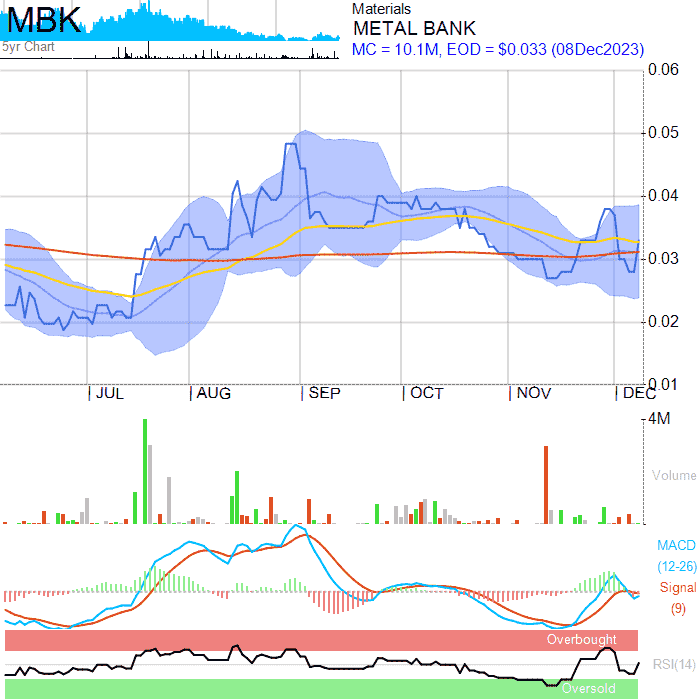 MBK
5yr Chart
Materials
METAL BANK
MC = 10.1M, EOD = $0.033 (08Dec2023)
0.06
0.05
0.04
0.03
0.02
0.01
JUL AUG SEP OCT NOV DEC
4M
Volume
MACD
(12-26)
Signal
(9)
Overbought
RSI(14)
Oversold